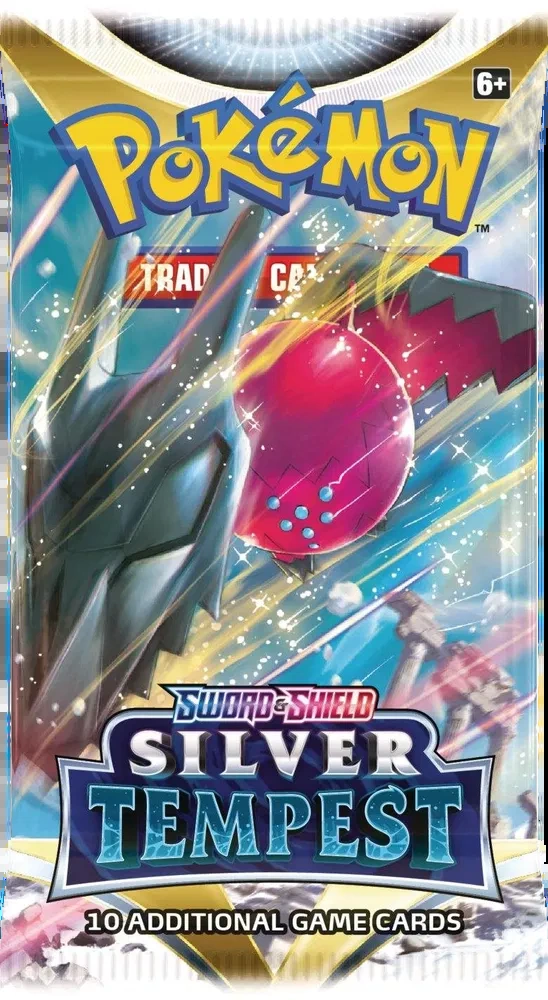 6+
POKéMON
™
TRAD CA
SWORD & SHIELD
SILVER
TEMPEST
10 ADDITIONAL GAME CARDS